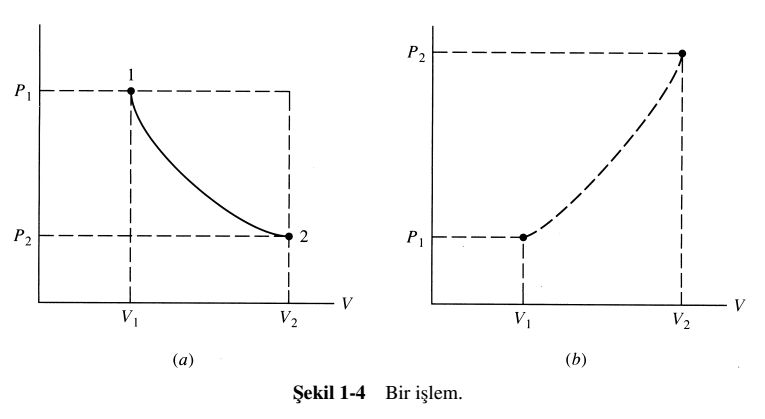 1
P₁
P₂
2
V
V₁
V₂
(a)
P₂
P₁
V
V₁
V₂
(b)
Şekil 1-4 Bir işlem.